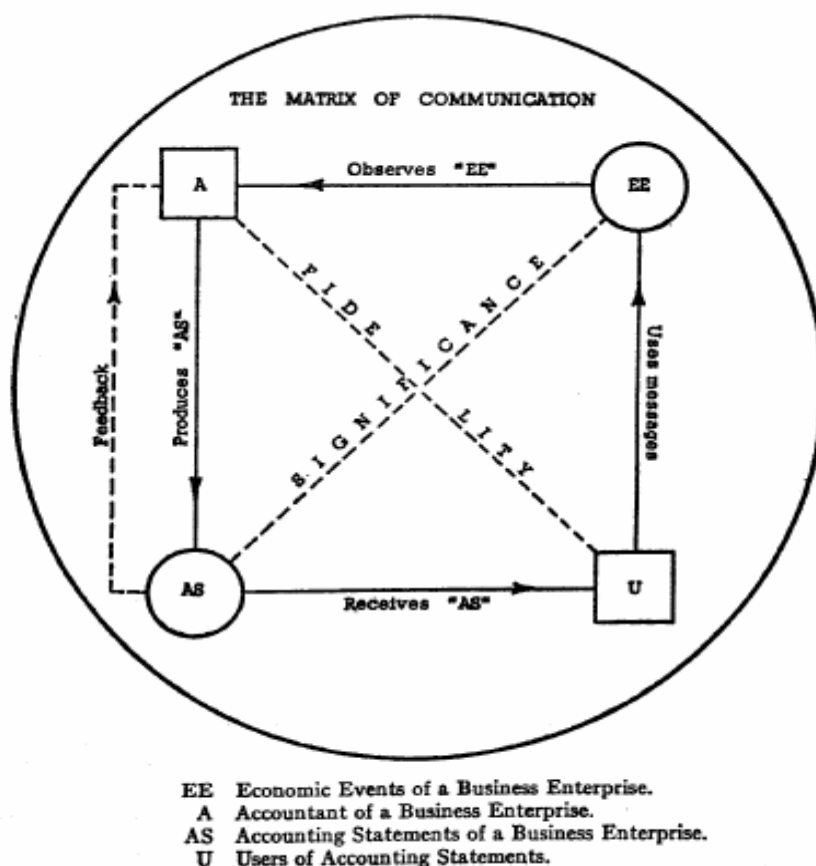 THE MATRIX OF COMMUNICATION
A
Observes "EE"
EE
FIDELITY
SIGNIFICANCE
Feedback
Produces "AS"
Uses messages
AS
Receives "AS"
U
EE Economic Events of a Business Enterprise.
A Accountant of a Business Enterprise.
AS Accounting Statements of a Business Enterprise.
U Users of Accounting Statements.